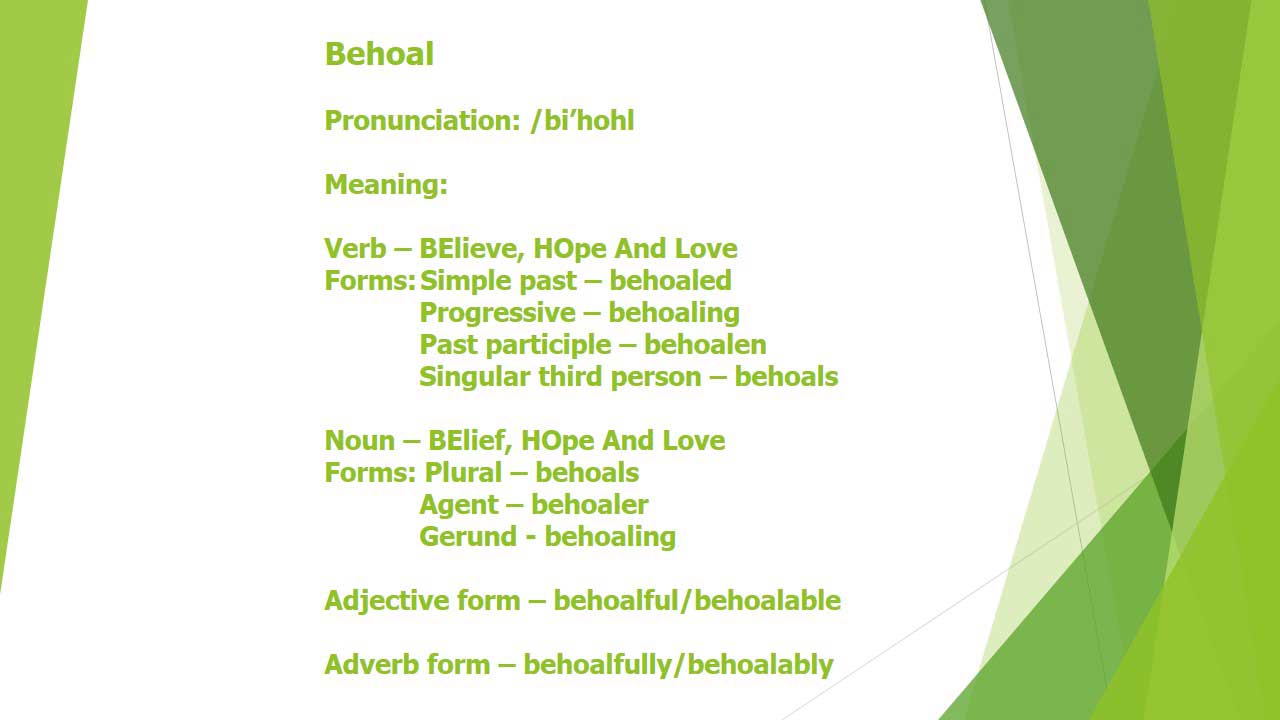 Behoal
Pronunciation: /bi’hohl
Meaning:
Verb – BElieve, HOpe And Love
Forms: Simple past – behoaled
Progressive – behoaling
Past participle – behoalen
Singular third person – behoals
Noun – BElief, HOpe And Love
Forms: Plural – behoals
Agent – behoaler
Gerund - behoaling
Adjective form – behoalful/behoalable
Adverb form – behoalfully/behoalably